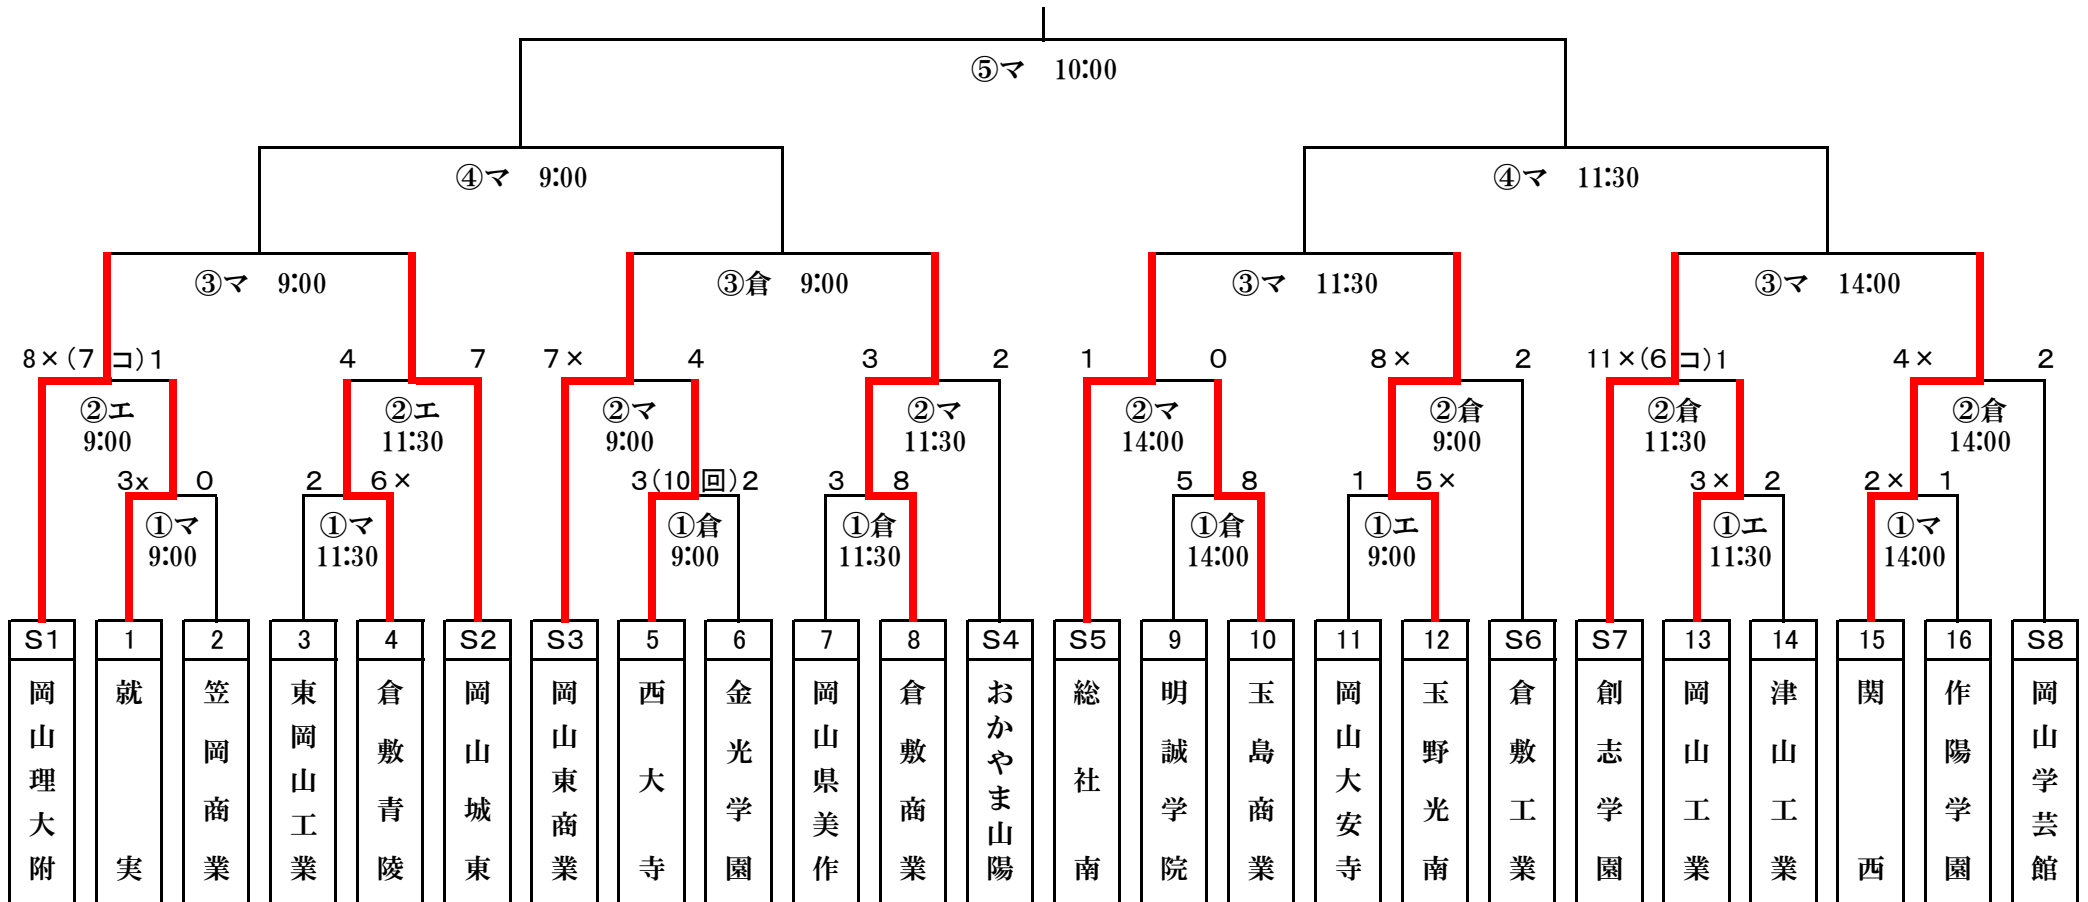 ⑤マ 10:00
④マ 9:00
④マ 11:30
③マ 9:00
③倉 9:00
③マ 11:30
③マ 14:00
8×(7コ)1
4 7
7× 4
3 2
1 0
8× 2
11×(6コ)1
4× 2
②エ
9:00
②エ
11:30
②マ
9:00
②マ
11:30
②マ
14:00
②倉
9:00
②倉
11:30
②倉
14:00
3x 0
2 6×
3(10回)2
3 8
5 8
1 5×
3× 2
2× 1
①マ
9:00
①マ
11:30
①倉
9:00
①倉
11:30
①倉
14:00
①エ
9:00
①エ
11:30
①マ
14:00
S1
岡山理大附
1
就実
2
笠岡商業
3
東岡山工業
4
倉敷青陵
S2
岡山城東
S3
岡山東商業
5
西大寺
6
金光学園
7
岡山県美作
8
倉敷商業
S4
おかやま山陽
S5
総社南
9
明誠学院
10
玉島商業
11
岡山大安寺
12
玉野光南
S6
倉敷工業
S7
創志学園
13
岡山工業
14
津山工業
15
関西
16
作陽学園
S8
岡山学芸館